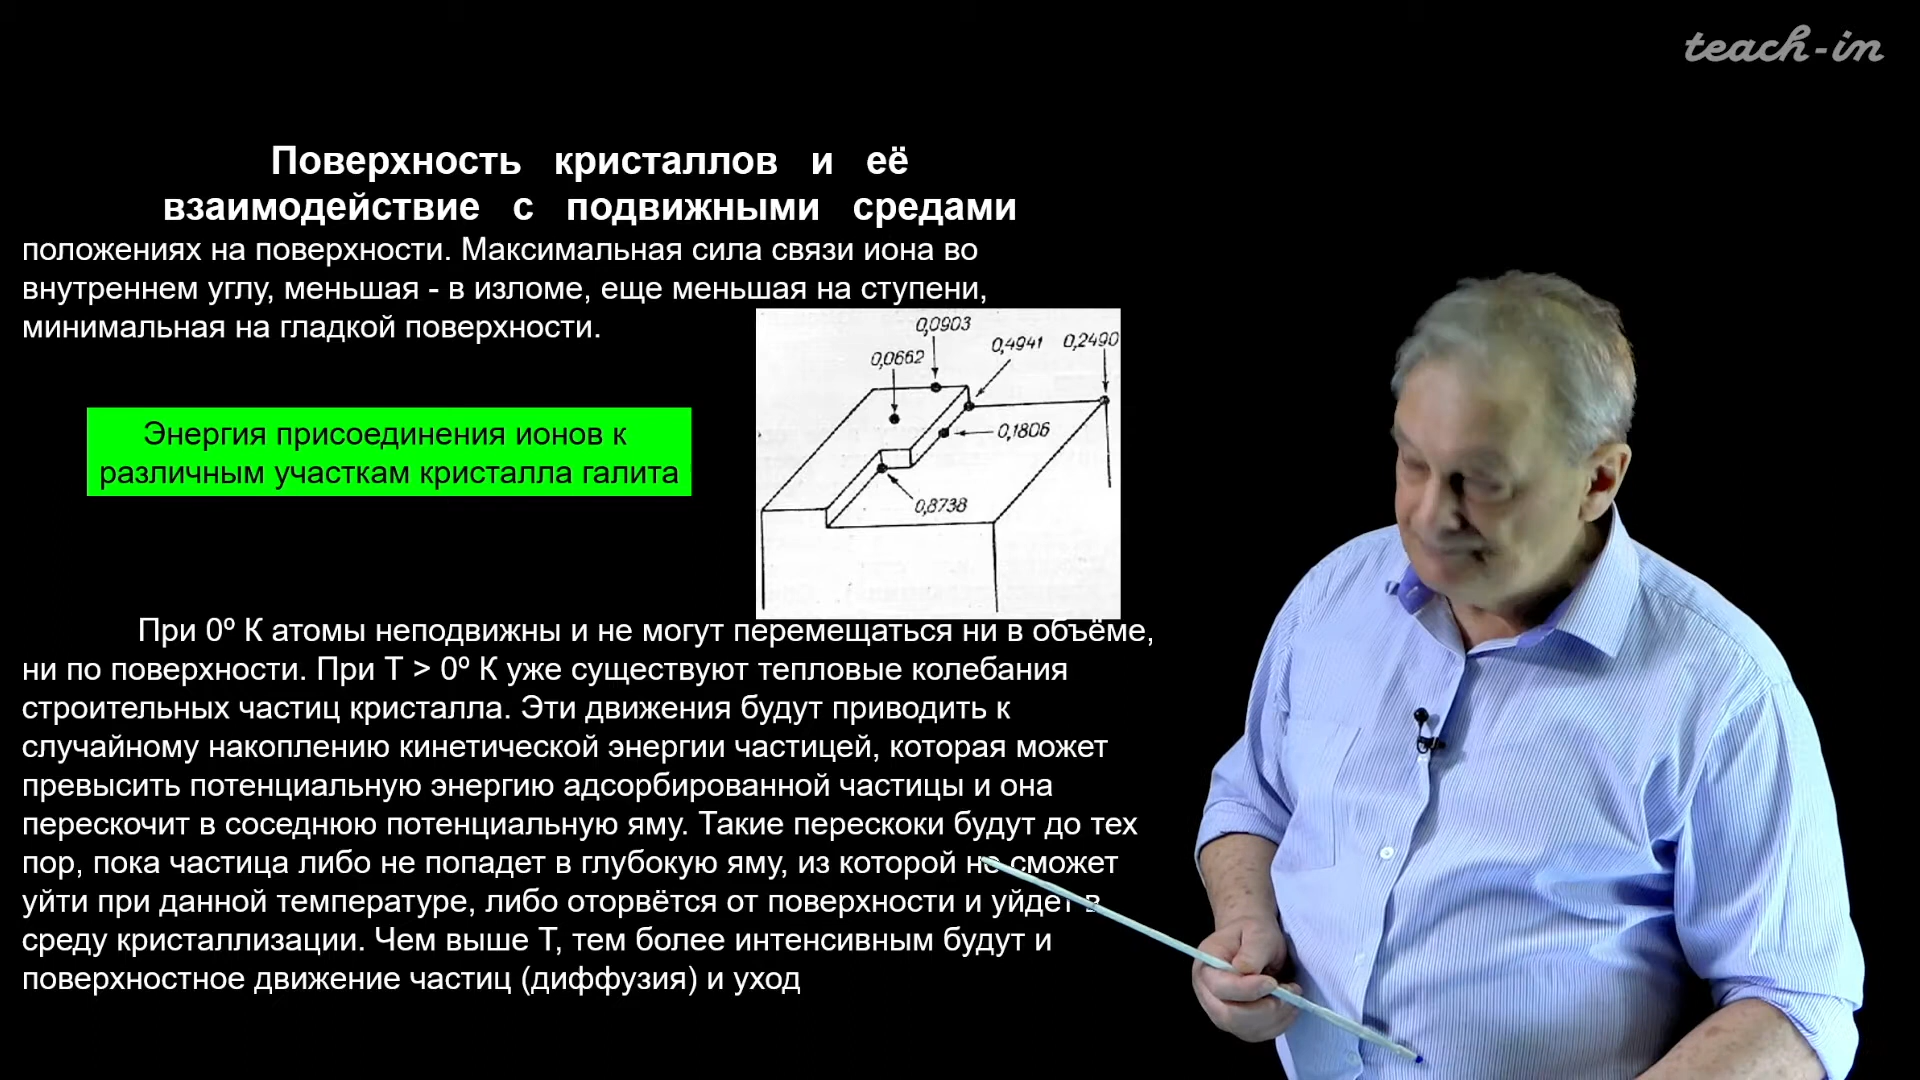 teach-in
Поверхность кристаллов и её
взаимодействие с подвижными средами
положениях на поверхности. Максимальная сила связи иона во
внутреннем углу, меньшая - в изломе, еще меньшая на ступени,
минимальная на гладкой поверхности.
0,0903
0,4941 0,2490
0,0662
Энергия присоединения ионов к
различным участкам кристалла галита
0,1806
0,8738
При 0º К атомы неподвижны и не могут перемещаться ни в объёме,
ни по поверхности. При Т > 0º К уже существуют тепловые колебания
строительных частиц кристалла. Эти движения будут приводить к
случайному накоплению кинетической энергии частицей, которая может
превысить потенциальную энергию адсорбированной частицы и она
перескочит в соседнюю потенциальную яму. Такие перескоки будут до тех
пор, пока частица либо не попадет в глубокую яму, из которой не сможет
уйти при данной температуре, либо оторвётся от поверхности и уйдет в
среду кристаллизации. Чем выше Т, тем более интенсивным будут и
поверхностное движение частиц (диффузия) и уход